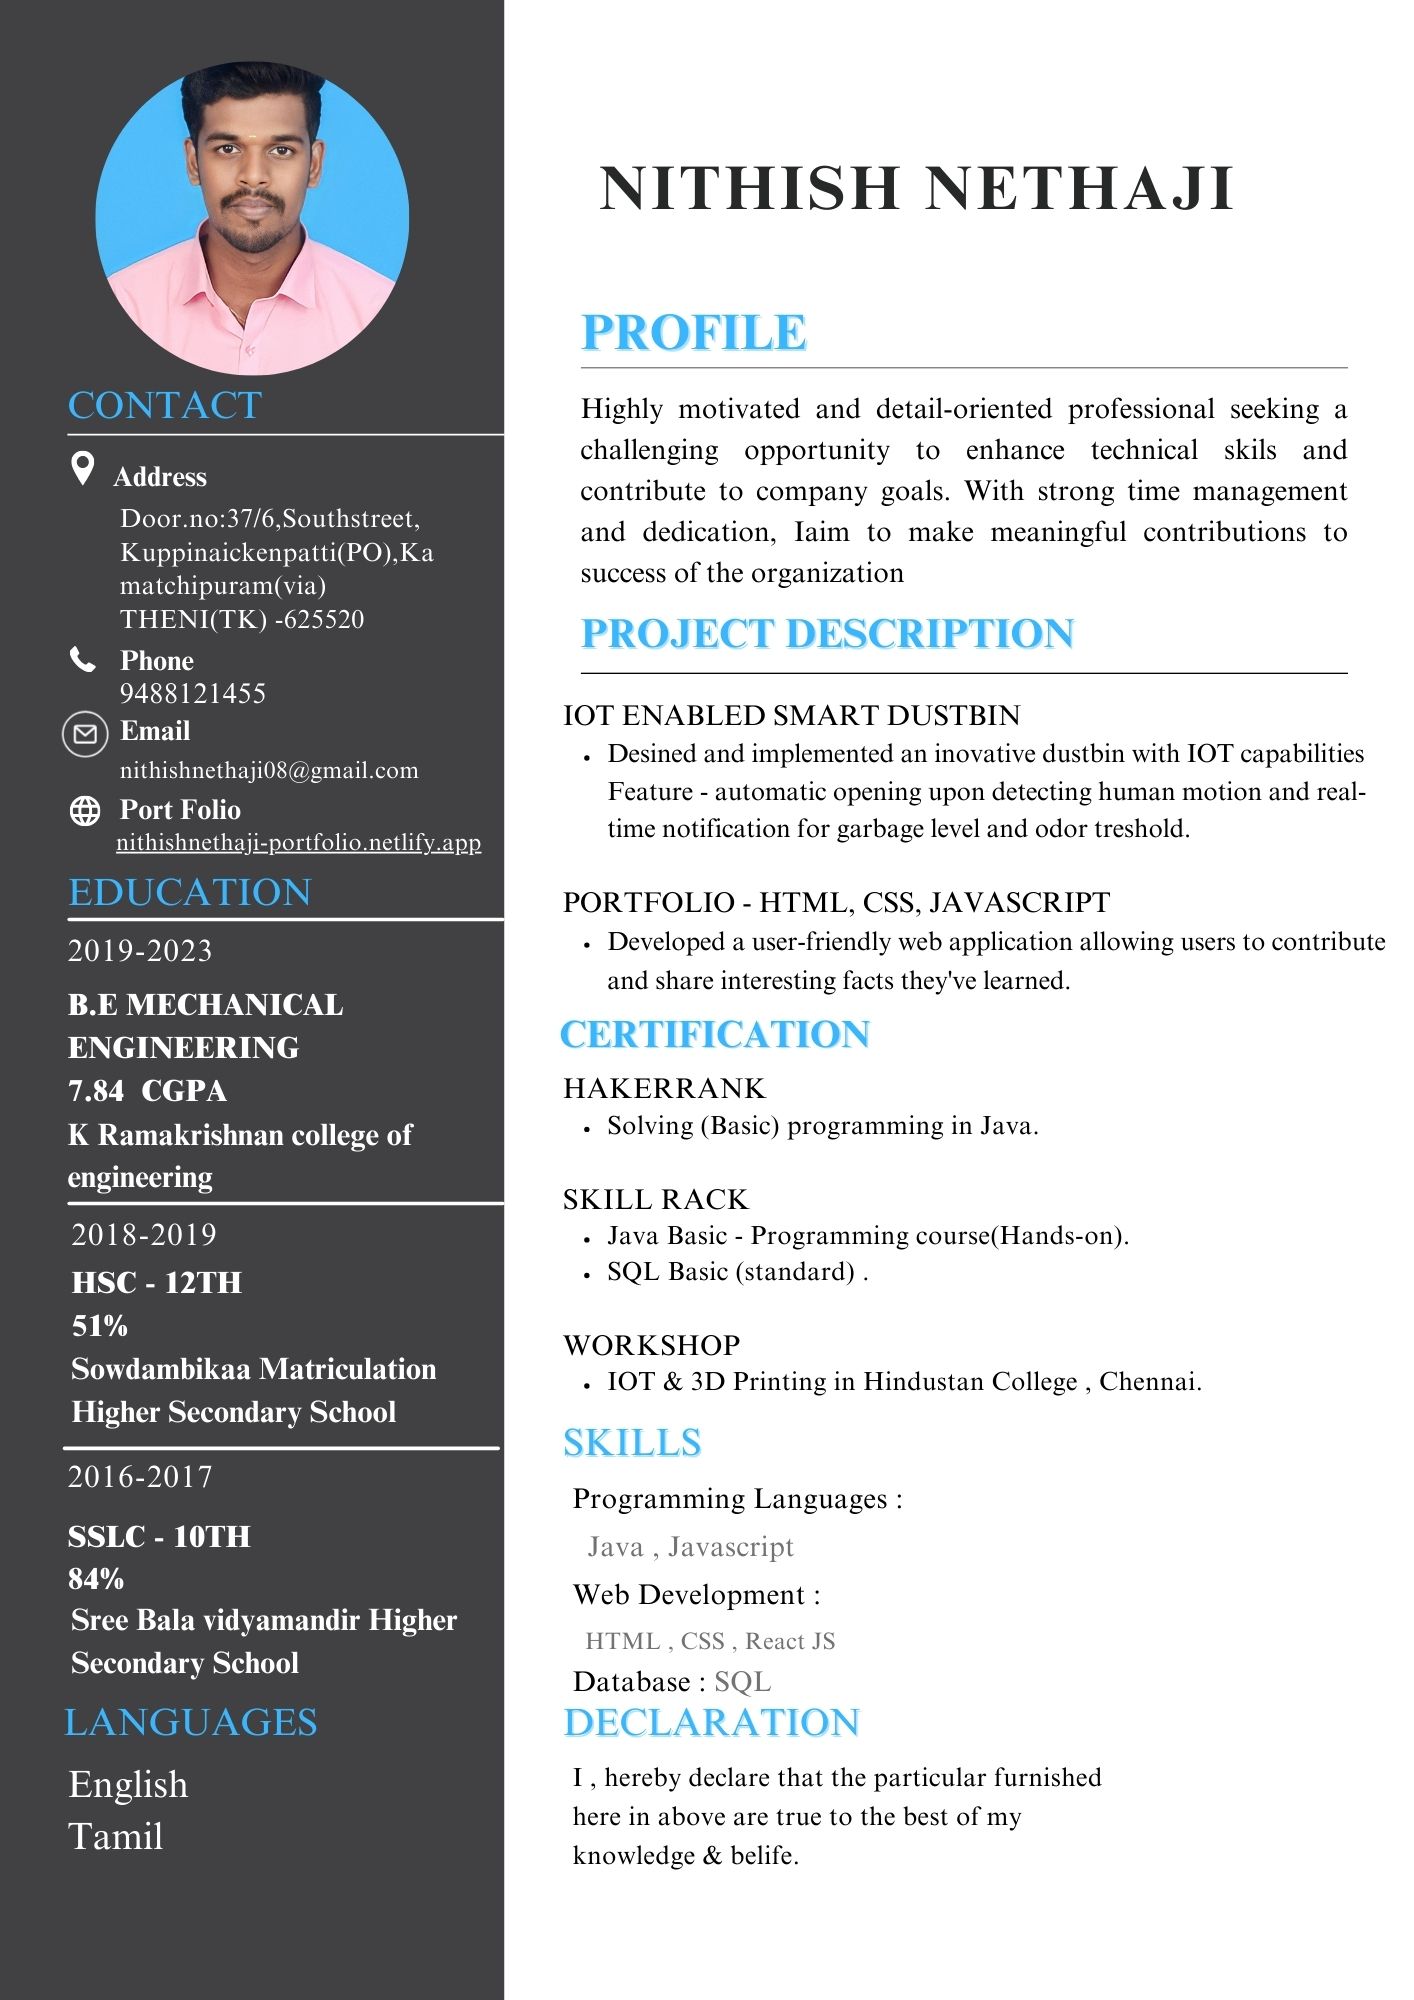 NITHISH NETHAJI
CONTACT
Address
Door.no:37/6,Southstreet,
Kuppinaickenpatti(PO),Ka
matchipuram(via)
THENI(TK) -625520
Phone
9488121455
Email
nithishnethaji08@gmail.com
Port Folio
nithishnethaji-portfolio.netlify.app
EDUCATION
2019-2023
B.E MECHANICAL
ENGINEERING
7.84 CGPA
K Ramakrishnan college of
engineering
2018-2019
HSC - 12TH
51%
Sowdambikaa Matriculation
Higher Secondary School
2016-2017
SSLC - 10TH
84%
Sree Bala vidyamandir Higher
Secondary School
LANGUAGES
English
Tamil
PROFILE
Highly motivated and detail-oriented professional seeking a
challenging opportunity to enhance technical skils and
contribute to company goals. With strong time management
and dedication, Iaim to make meaningful contributions to
success of the organization
PROJECT DESCRIPTION
IOT ENABLED SMART DUSTBIN
• Desined and implemented an inovative dustbin with IOT capabilities
Feature - automatic opening upon detecting human motion and real-
time notification for garbage level and odor treshold.
PORTFOLIO - HTML, CSS, JAVASCRIPT
• Developed a user-friendly web application allowing users to contribute
and share interesting facts they've learned.
CERTIFICATION
HAKERRANK
• Solving (Basic) programming in Java.
SKILL RACK
• Java Basic - Programming course(Hands-on).
• SQL Basic (standard) .
WORKSHOP
• IOT & 3D Printing in Hindustan College , Chennai.
SKILLS
Programming Languages :
Java , Javascript
Web Development :
HTML , CSS , React JS
Database : SQL
DECLARATION
I , hereby declare that the particular furnished
here in above are true to the best of my
knowledge & belife.